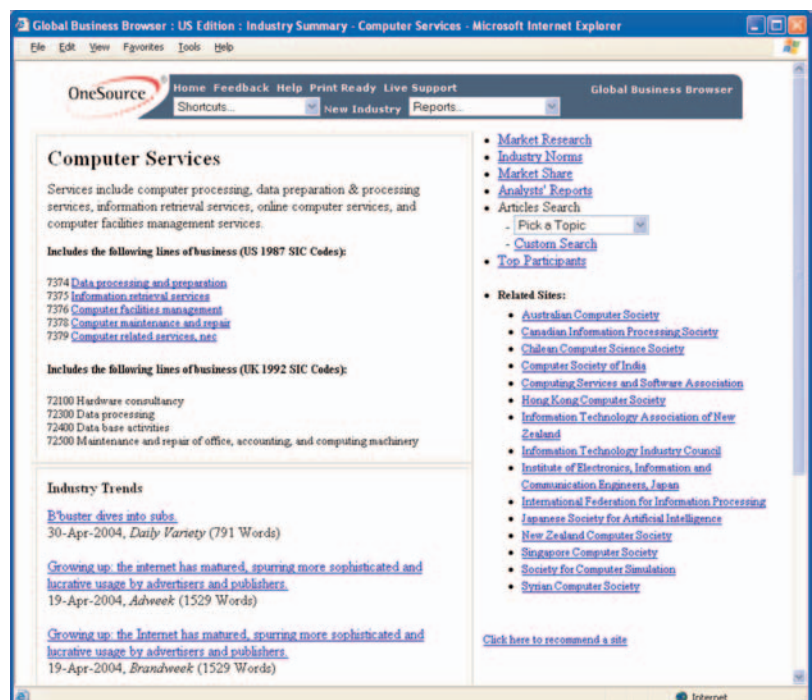 Global Business Browser : US Edition : Industry Summary - Computer Services - Microsoft Internet Explorer
File Edit View Favorites Tools Help
OneSource
Home Feedback Help Print Ready Live Support
Global Business Browser
Shortcuts... New Industry Reports...
Computer Services
Services include computer processing, data preparation & processing
services, information retrieval services, online computer services, and
computer facilities management services.
Includes the following lines of business (US 1987 SIC Codes):
7374 Data processing and preparation
7375 Information retrieval services
7376 Computer facilities management
7378 Computer maintenance and repair
7379 Computer related services, nec
Includes the following lines of business (UK 1992 SIC Codes):
72100 Hardware consultancy
72300 Data processing
72400 Data base activities
72500 Maintenance and repair of office, accounting, and computing machinery
Industry Trends
B'buster dives into subs.
30-Apr-2004, Daily Variety (791 Words)
Growing up: the internet has matured, spurring more sophisticated and
lucrative usage by advertisers and publishers.
19-Apr-2004, Adweek (1529 Words)
Growing up: the Internet has matured, spurring more sophisticated and
lucrative usage by advertisers and publishers.
19-Apr-2004, Brandweek (1529 Words)
Market Research
Industry Norms
Market Share
Analysts' Reports
Articles Search
- Pick a Topic
- Custom Search
Top Participants
Related Sites:
Australian Computer Society
Canadian Information Processing Society
Chilean Computer Science Society
Computer Society of India
Computing Services and Software Association
Hong Kong Computer Society
Information Technology Association of New
Zealand
Information Technology Industry Council
Institute of Electronics, Information and
Communication Engineers, Japan
International Federation for Information Processing
Japanese Society for Artificial Intelligence
New Zealand Computer Society
Singapore Computer Society
Society for Computer Simulation
Syrian Computer Society
Click here to recommend a site
Internet